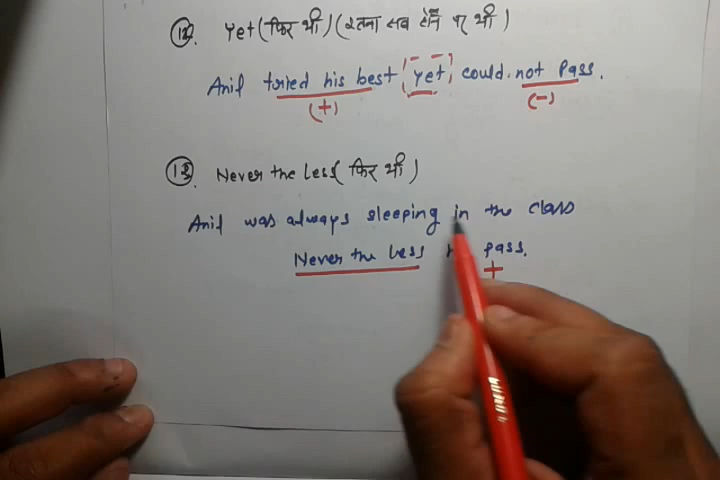 12. Yet (फिर भी) (इतना सब होने पर भी)
Anil tried his best yet could not Pass.
(+) (-)
13. Never the Less (फिर भी)
Anil was always sleeping in the class
Never the Less pass.
+